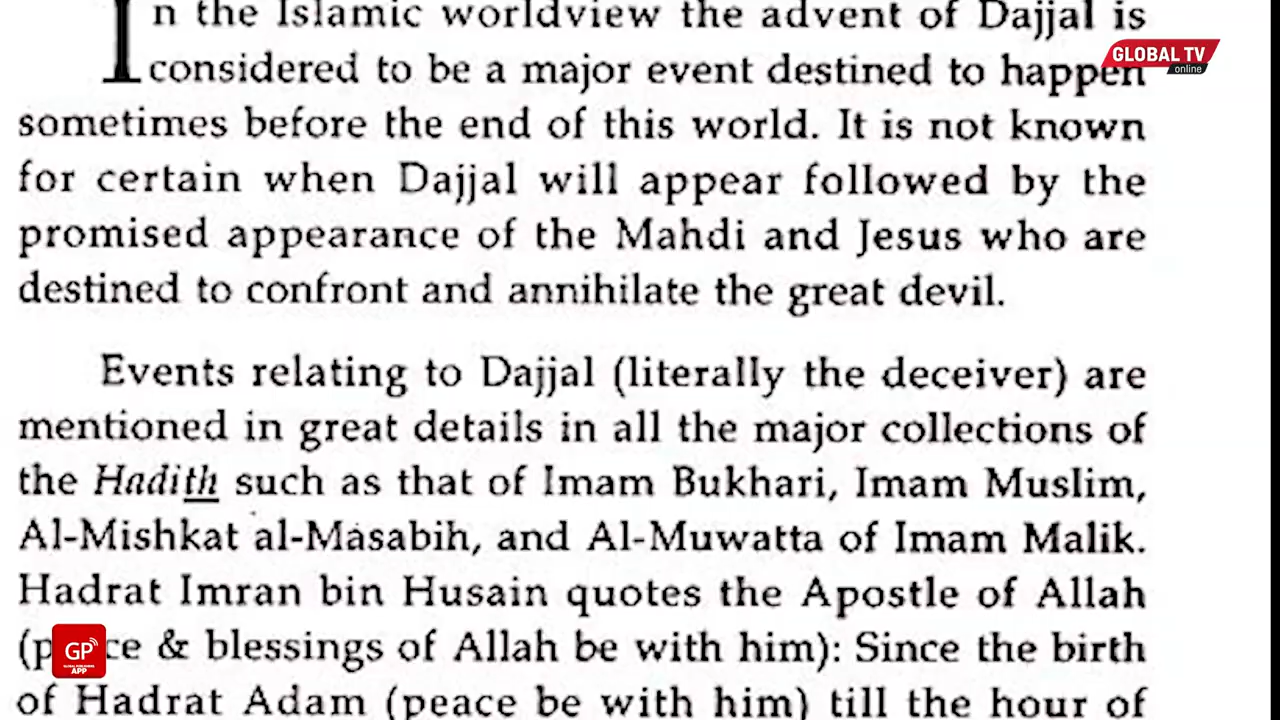 In the Islamic worldview the advent of Dajjal is
considered to be a major event destined to happen
sometimes before the end of this world. It is not known
for certain when Dajjal will appear followed by the
promised appearance of the Mahdi and Jesus who are
destined to confront and annihilate the great devil.
Events relating to Dajjal (literally the deceiver) are
mentioned in great details in all the major collections of
the Hadith such as that of Imam Bukhari, Imam Muslim,
Al-Mishkat al-Masabih, and Al-Muwatta of Imam Malik.
Hadrat Imran bin Husain quotes the Apostle of Allah
(peace & blessings of Allah be with him): Since the birth
of Hadrat Adam (peace be with him) till the hour of
GLOBAL TV
online
GP
GLOBAL PUBLISHERS
APP